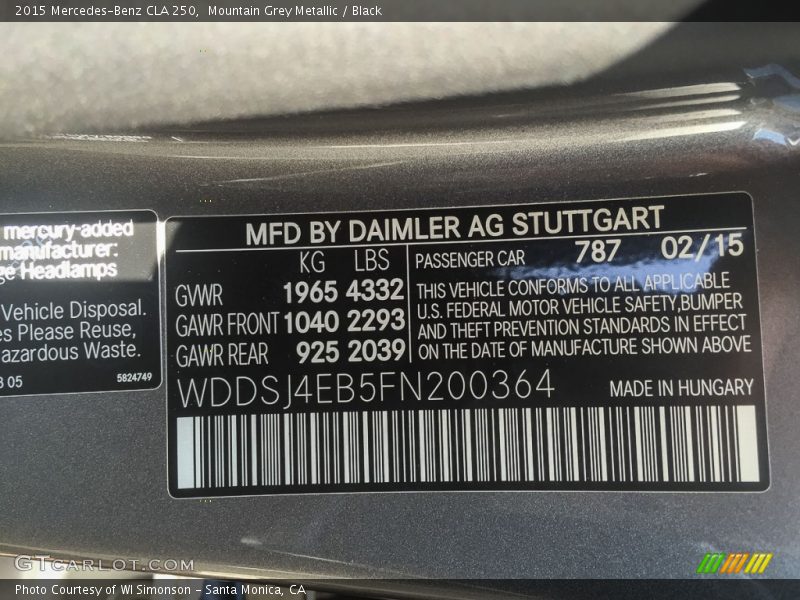 2015 Mercedes-Benz CLA 250,  Mountain Grey Metallic / Black
mercury-added
manufacturer:
Headlamps
Vehicle Disposal.
Please Reuse,
azardous Waste.
05
5824749
MFD BY DAIMLER AG STUTTGART
KG LBS
GWR 1965 4332
GAWR FRONT 1040 2293
GAWR REAR 925 2039
PASSENGER CAR 787 02/15
THIS VEHICLE CONFORMS TO ALL APPLICABLE
U.S. FEDERAL MOTOR VEHICLE SAFETY, BUMPER
AND THEFT PREVENTION STANDARDS IN EFFECT
ON THE DATE OF MANUFACTURE SHOWN ABOVE
WDDSJ4EB5FN200364 MADE IN HUNGARY
GTCARLOT.COM
Photo Courtesy of WI Simonson – Santa Monica, CA